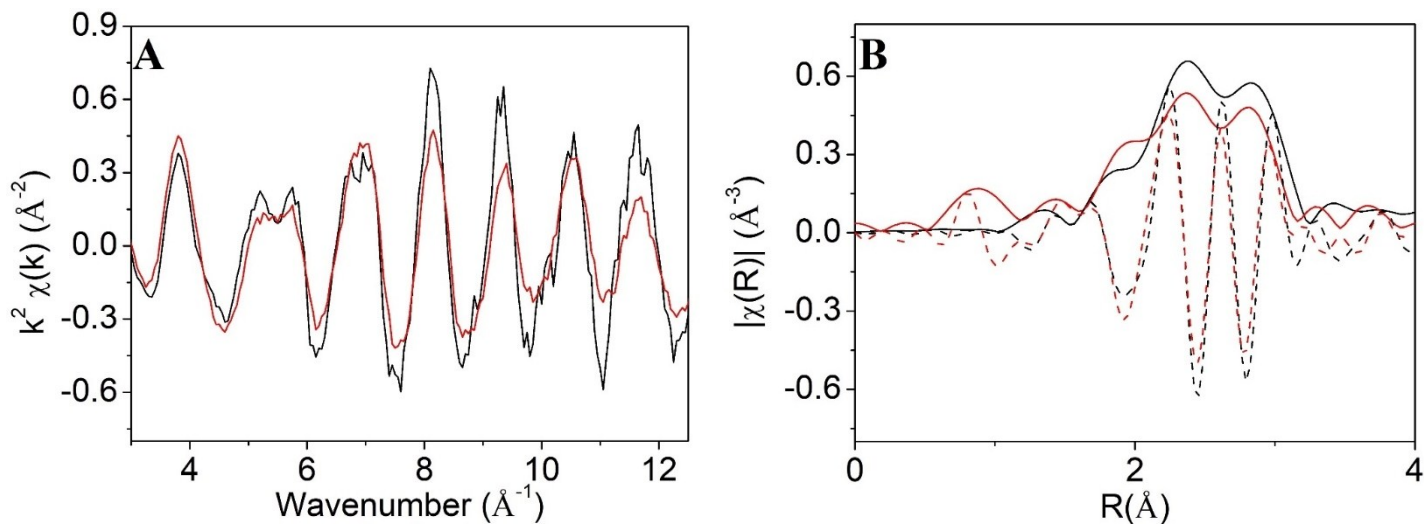 A
0.9
0.6
0.3
0.0
-0.3
-0.6
k² χ(k) (Å⁻²)
4 6 8 10 12
Wavenumber (Å⁻¹)
B
0.6
0.3
0.0
-0.3
-0.6
|χ(R)| (Å⁻³)
0 2 4
R(Å)